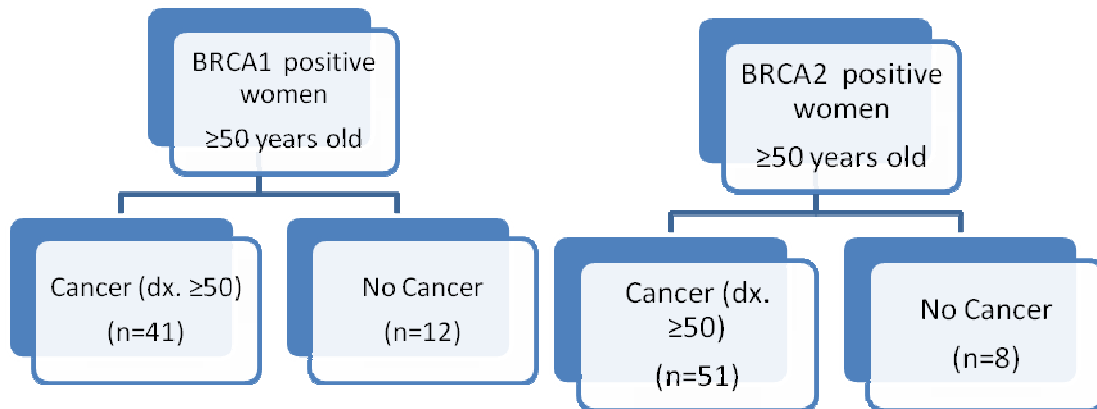 BRCA1 positive
women
≥50 years old
Cancer (dx. ≥50)
(n=41)
No Cancer
(n=12)
BRCA2 positive
women
≥50 years old
Cancer (dx.
≥50)
(n=51)
No Cancer
(n=8)